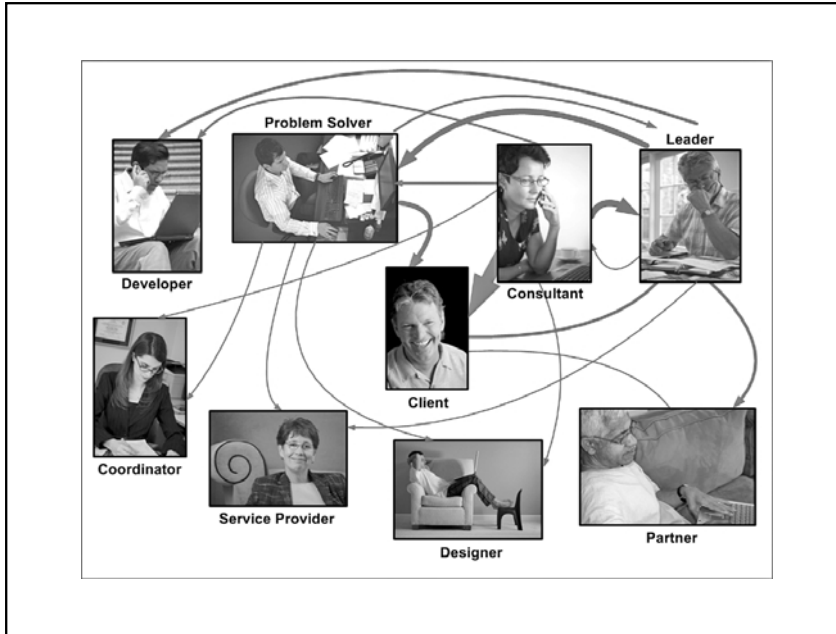 Problem Solver
Leader
Developer
Consultant
Client
Coordinator
Service Provider
Designer
Partner